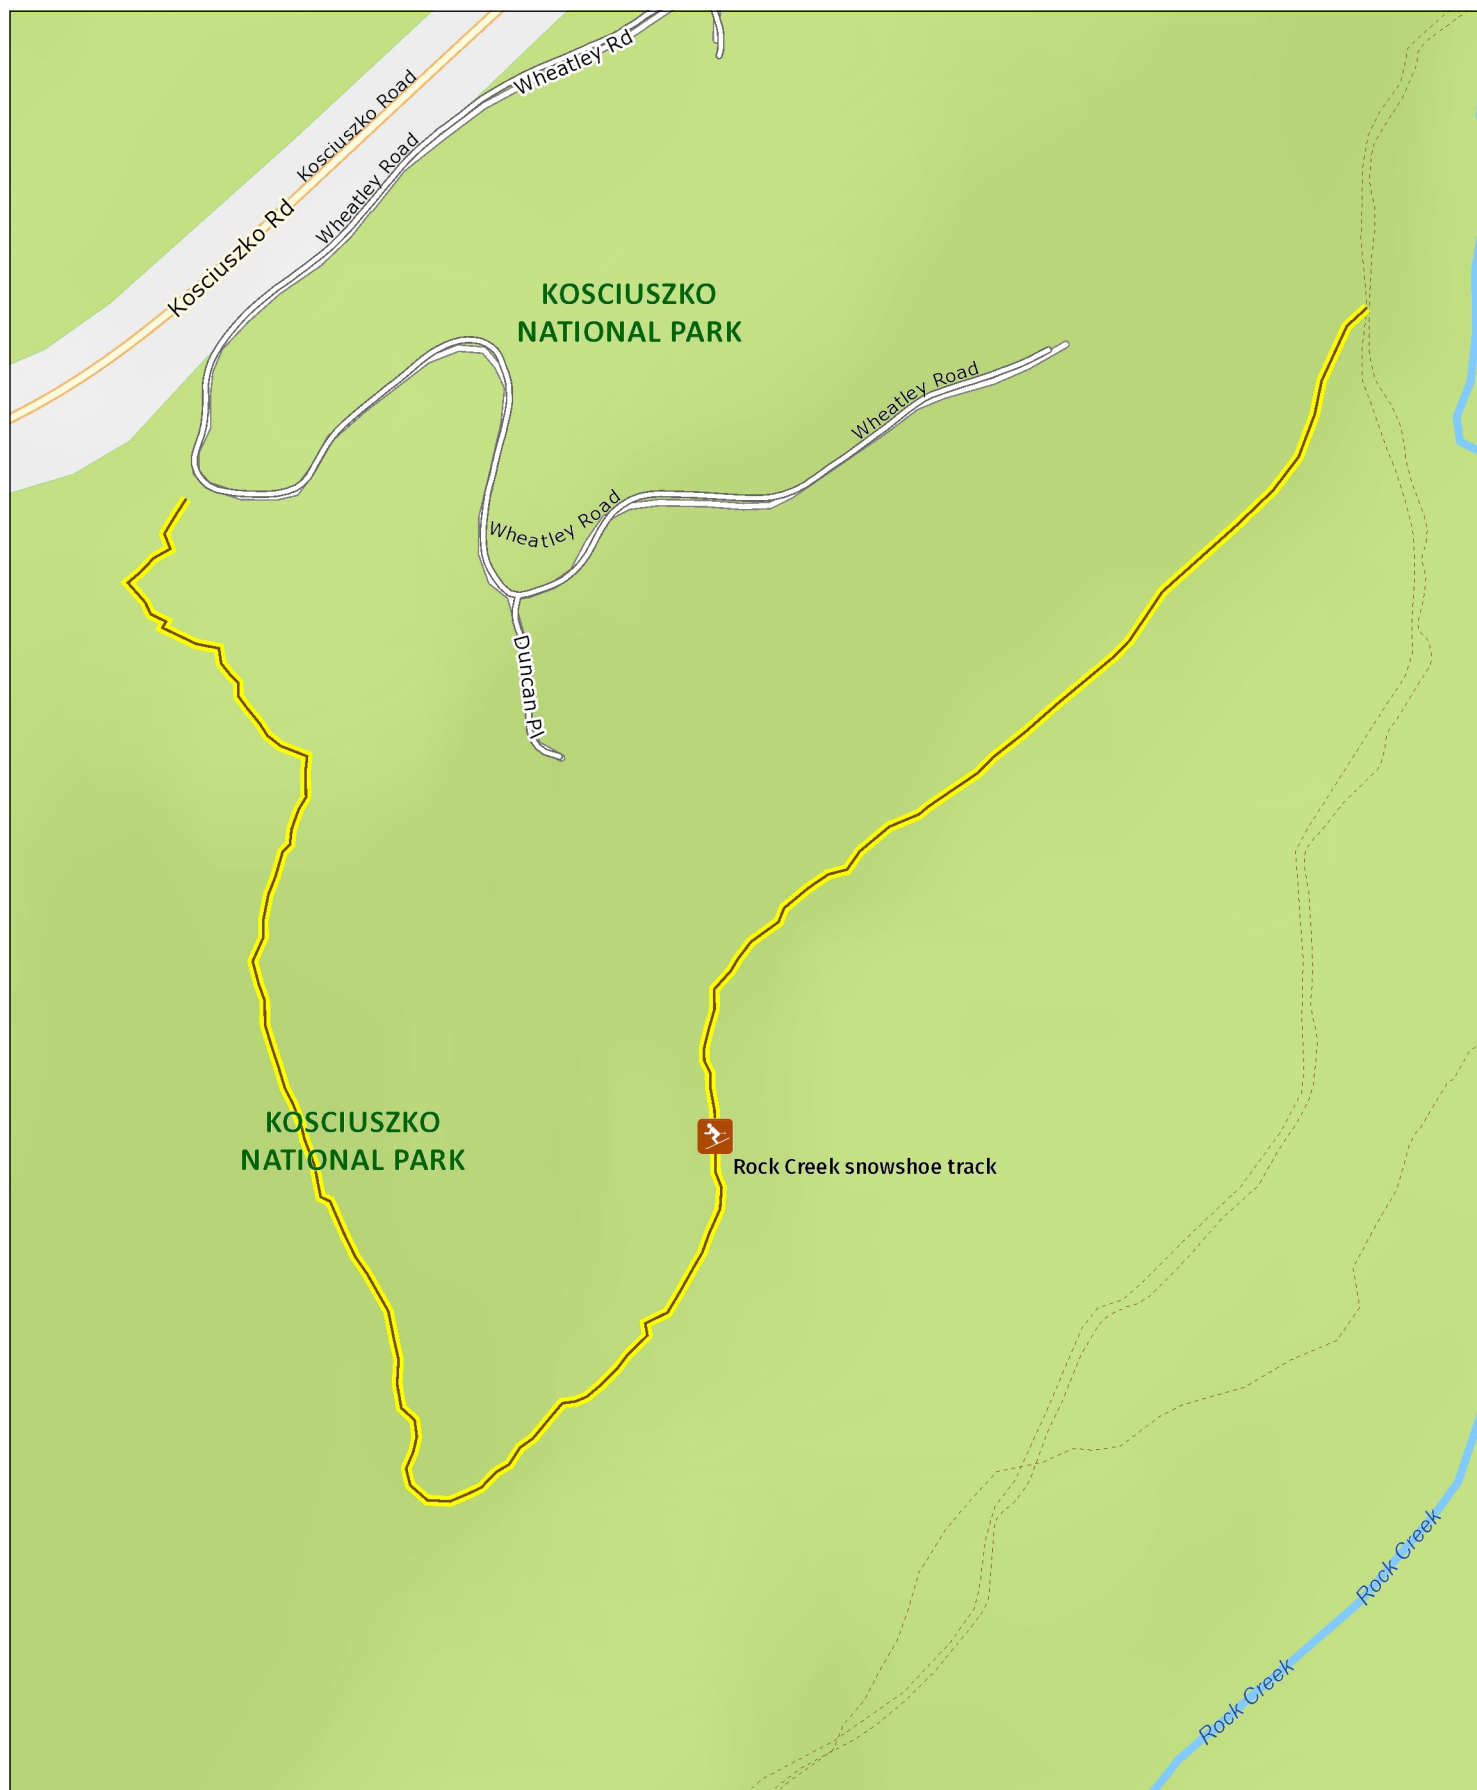 Wheatley Rd
Kosciuszko Road
Wheatley Road
Kosciuszko Rd
KOSCIUSZKO
NATIONAL PARK
Wheatley Road
Wheatley Road
Duncan Pl
KOSCIUSZKO
NATIONAL PARK
Rock Creek snowshoe track
Rock Creek
Rock Creek